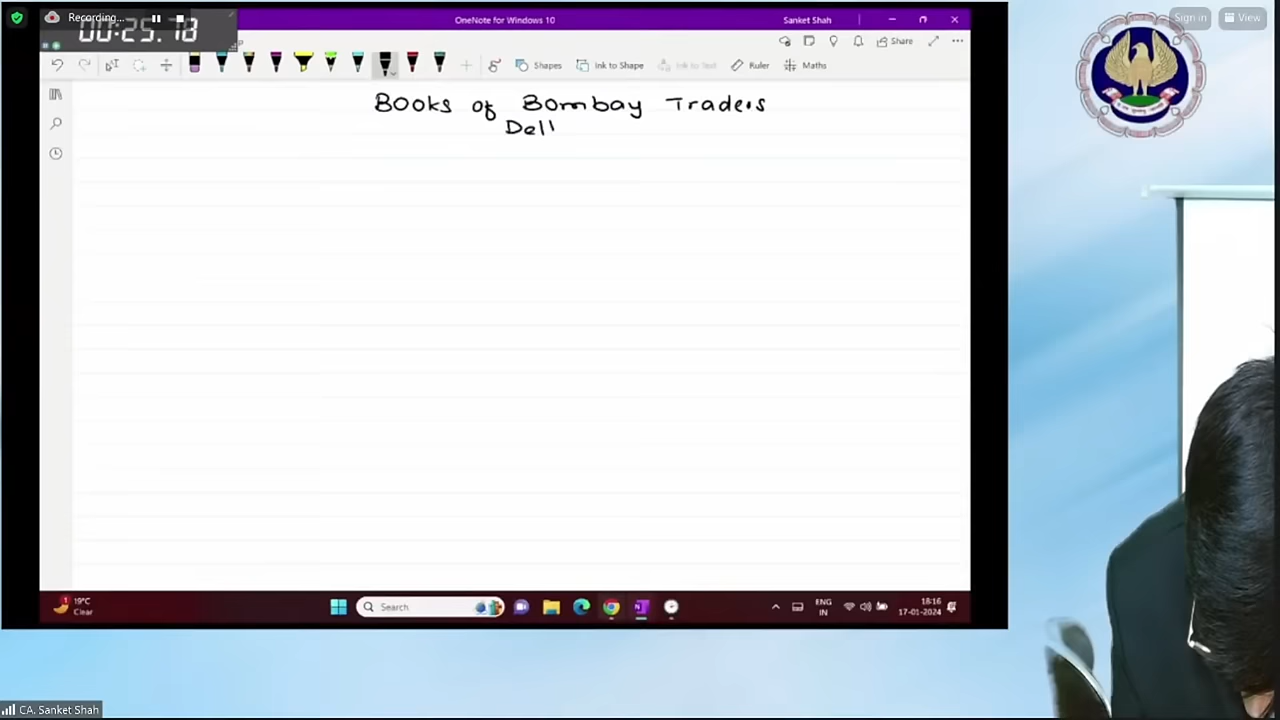 Recording...
00:25.78
OneNote for Windows 10
Sanket Shah
Sign in
View
Share
Shapes
Ink to Shape
Ink to Text
Ruler
Maths
Books of Bombay Traders
Dell
19°C
Clear
Search
ENG
IN
18:16
17-01-2024
CA. Sanket Shah